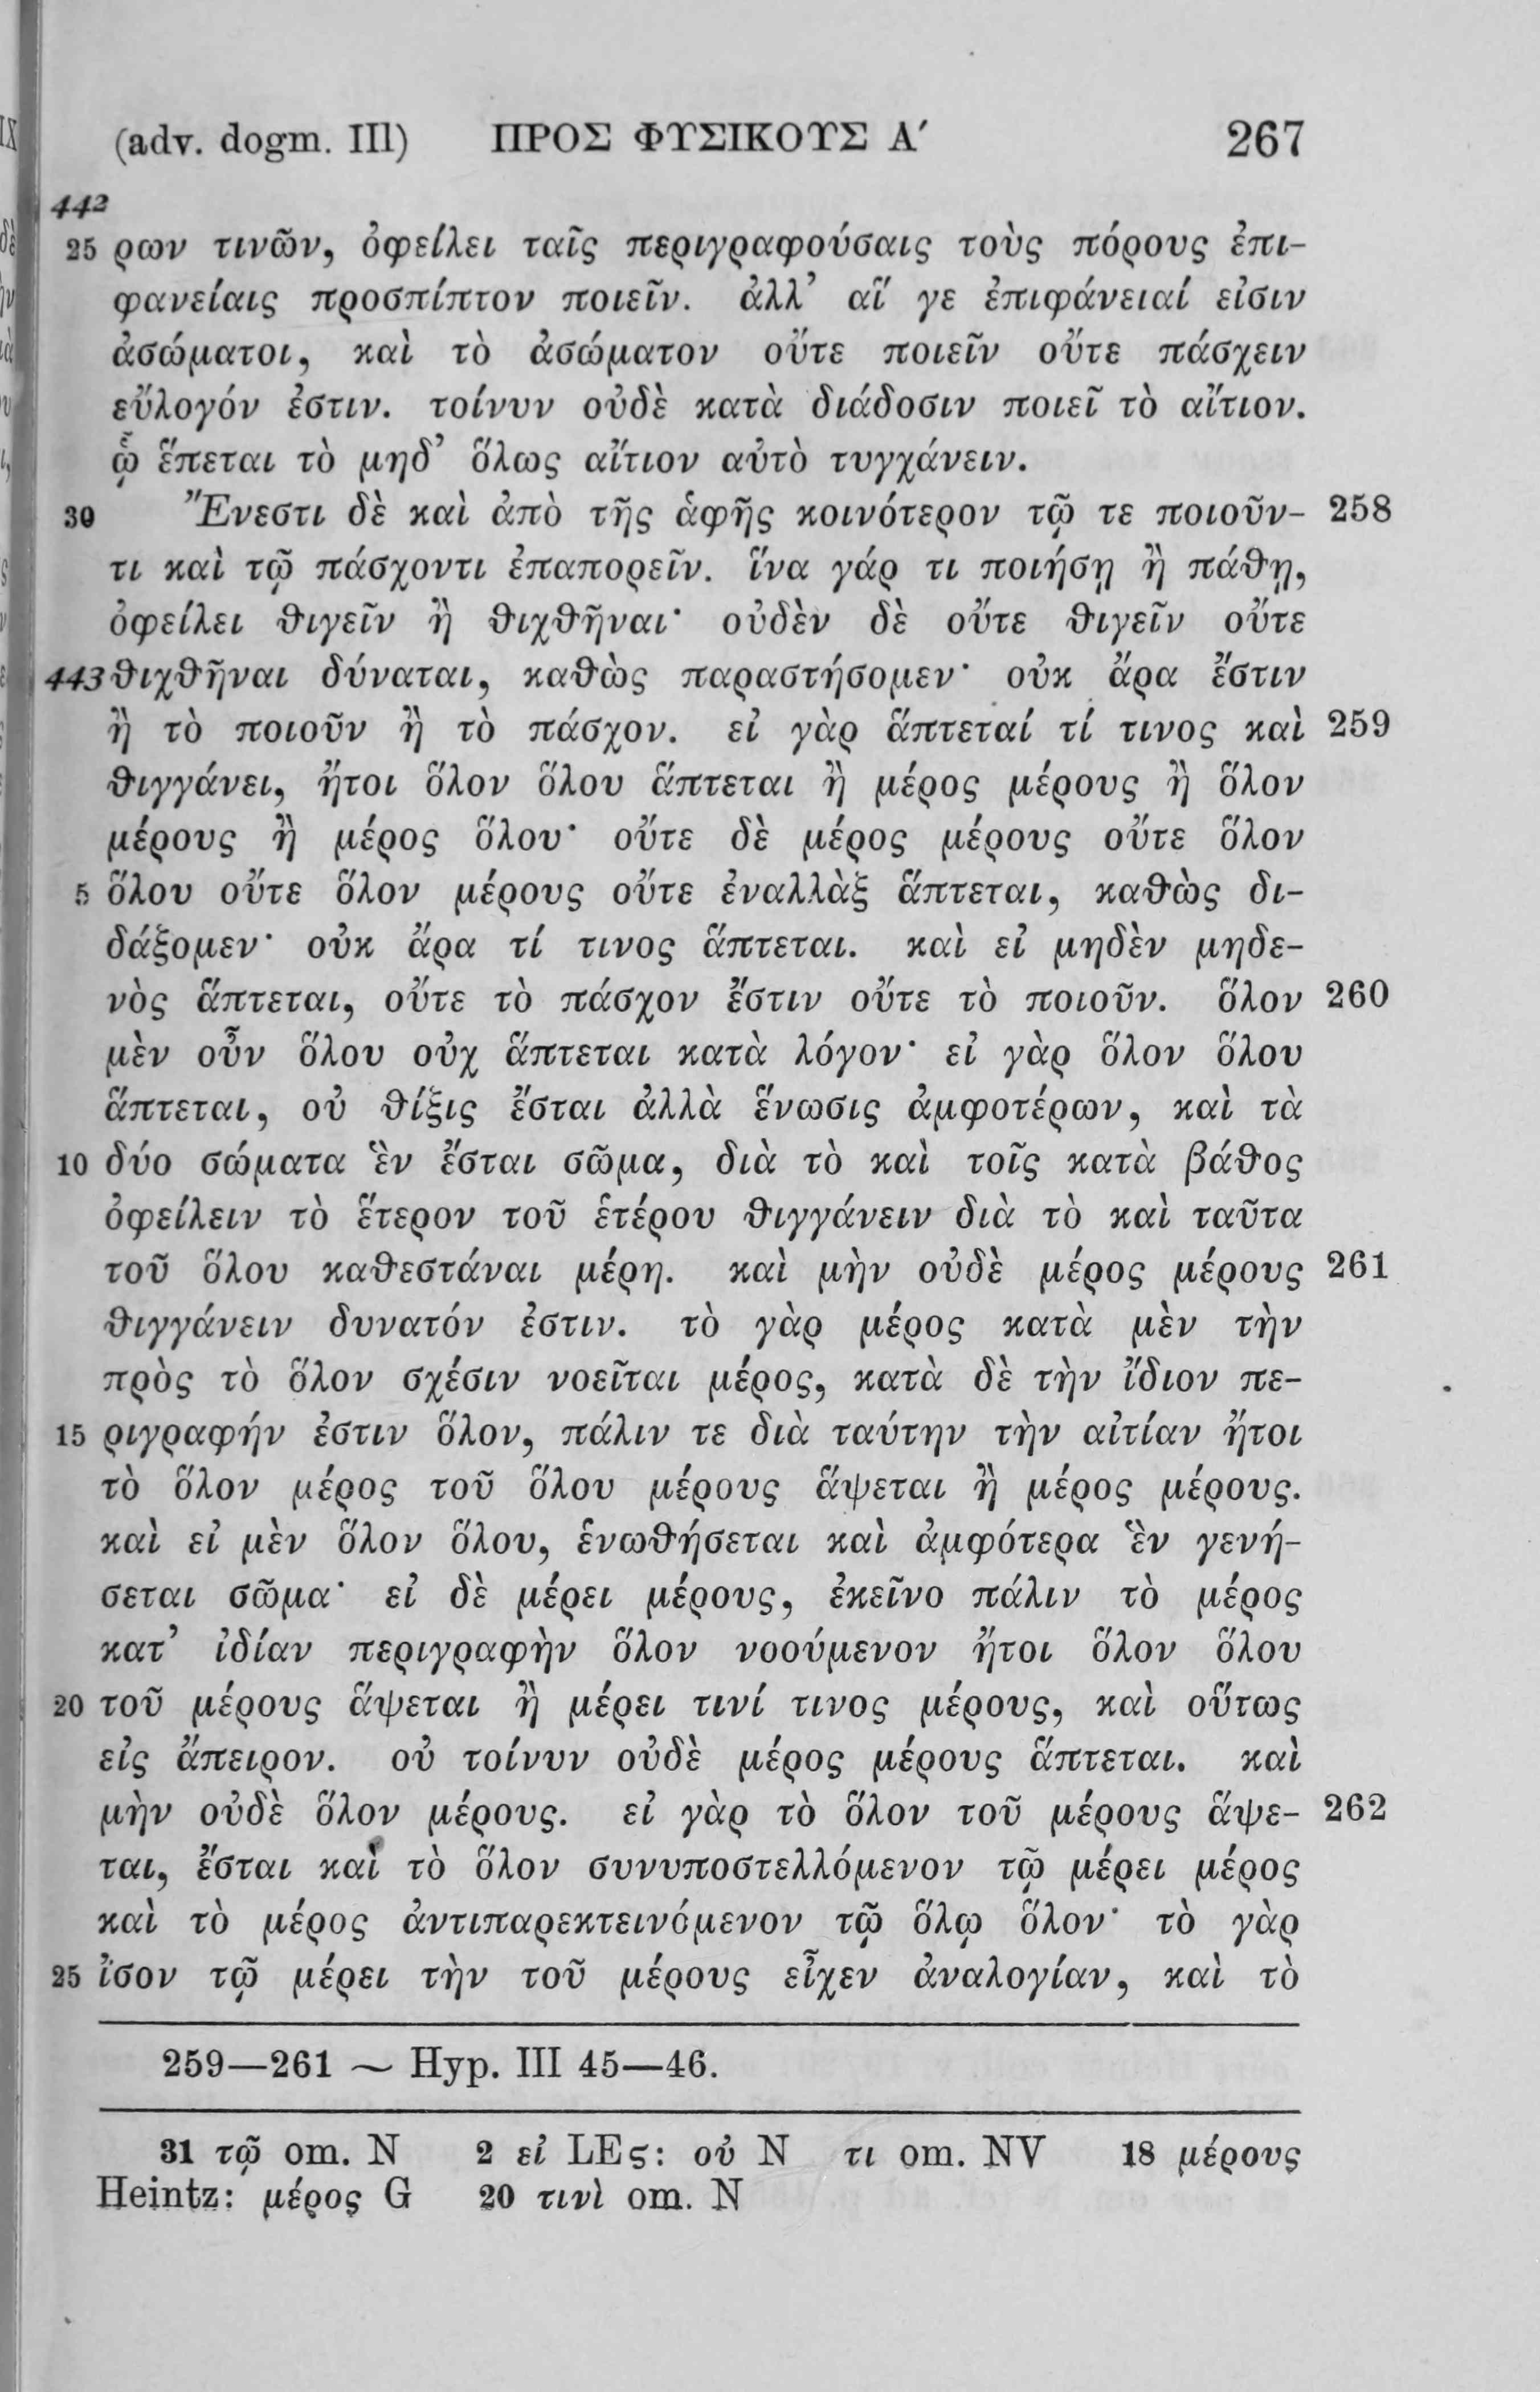 (adv. dogm. III) ΠΡΟΣ ΦΥΣΙΚΟΥΣ Α′ 267
442
25 ρων τινῶν, ὀφείλει ταῖς περιγραφούσαις τοὺς πόρους ἐπι-
φανείαις προσπίπτον ποιεῖν. ἀλλ’ αἵ γε ἐπιφάνειαί εἰσιν
ἀσώματοι, καὶ τὸ ἀσώματον οὔτε ποιεῖν οὔτε πάσχειν
εὔλογόν ἐστιν. τοίνυν οὐδὲ κατὰ διάδοσιν ποιεῖ τὸ αἴτιον.
ᾧ ἕπεται τὸ μηδ’ ὅλως αἴτιον αὐτὸ τυγχάνειν.
30 Ἔνεστι δὲ καὶ ἀπὸ τῆς ἁφῆς κοινότερον τῷ τε ποιοῦν- 258
τι καὶ τῷ πάσχοντι ἐπαπορεῖν. ἵνα γάρ τι ποιήσῃ ἢ πάθῃ,
ὀφείλει θιγεῖν ἢ θιχθῆναι· οὐδὲν δὲ οὔτε θιγεῖν οὔτε
443 θιχθῆναι δύναται, καθὼς παραστήσομεν· οὐκ ἄρα ἔστιν
ἢ τὸ ποιοῦν ἢ τὸ πάσχον. εἰ γὰρ ἅπτεταί τί τινος καὶ 259
θιγγάνει, ἤτοι ὅλον ὅλου ἅπτεται ἢ μέρος μέρους ἢ ὅλον
μέρους ἢ μέρος ὅλου· οὔτε δὲ μέρος μέρους οὔτε ὅλον
5 ὅλου οὔτε ὅλον μέρους οὔτε ἐναλλὰξ ἅπτεται, καθὼς δι-
δάξομεν· οὐκ ἄρα τί τινος ἅπτεται. καὶ εἰ μηδὲν μηδε-
νὸς ἅπτεται, οὔτε τὸ πάσχον ἔστιν οὔτε τὸ ποιοῦν. ὅλον 260
μὲν οὖν ὅλου οὐχ ἅπτεται κατὰ λόγον· εἰ γὰρ ὅλον ὅλου
ἅπτεται, οὐ θίξις ἔσται ἀλλὰ ἕνωσις ἀμφοτέρων, καὶ τὰ
10 δύο σώματα ἓν ἔσται σῶμα, διὰ τὸ καὶ τοῖς κατὰ βάθος
ὀφείλειν τὸ ἕτερον τοῦ ἑτέρου θιγγάνειν διὰ τὸ καὶ ταῦτα
τοῦ ὅλου καθεστάναι μέρη. καὶ μὴν οὐδὲ μέρος μέρους 261
θιγγάνειν δυνατόν ἐστιν. τὸ γὰρ μέρος κατὰ μὲν τὴν
πρὸς τὸ ὅλον σχέσιν νοεῖται μέρος, κατὰ δὲ τὴν ἴδιον πε-
15 ριγραφήν ἐστιν ὅλον, πάλιν τε διὰ ταύτην τὴν αἰτίαν ἤτοι
τὸ ὅλον μέρος τοῦ ὅλου μέρους ἅψεται ἢ μέρος μέρους.
καὶ εἰ μὲν ὅλον ὅλου, ἑνωθήσεται καὶ ἀμφότερα ἓν γενή-
σεται σῶμα· εἰ δὲ μέρει μέρους, ἐκεῖνο πάλιν τὸ μέρος
κατ’ ἰδίαν περιγραφὴν ὅλον νοούμενον ἤτοι ὅλον ὅλου
20 τοῦ μέρους ἅψεται ἢ μέρει τινί τινος μέρους, καὶ οὕτως
εἰς ἄπειρον. οὐ τοίνυν οὐδὲ μέρος μέρους ἅπτεται. καὶ
μὴν οὐδὲ ὅλον μέρους. εἰ γὰρ τὸ ὅλον τοῦ μέρους ἅψε- 262
ται, ἔσται καὶ τὸ ὅλον συνυποστελλόμενον τῷ μέρει μέρος
καὶ τὸ μέρος ἀντιπαρεκτεινόμενον τῷ ὅλῳ ὅλον· τὸ γὰρ
25 ἴσον τῷ μέρει τὴν τοῦ μέρους εἶχεν ἀναλογίαν, καὶ τὸ
259—261 ∼ Hyp. III 45—46.
31 τῷ om. N 2 εἰ LEς: οὐ N τι om. NV 18 μέρους
Heintz: μέρος G 20 τινὶ om. N